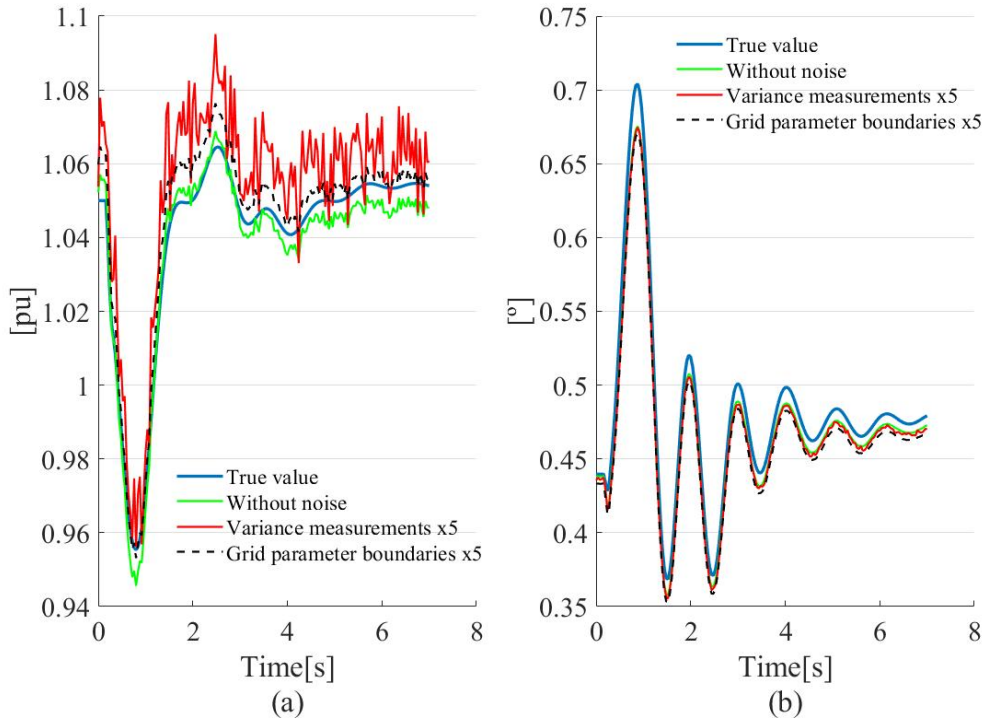 1.1
1.08
1.06
1.04
1.02
1
0.98
0.96
0.94
[pu]
True value
Without noise
Variance measurements x5
Grid parameter boundaries x5
0 2 4 6 8
Time[s]
(a)
0.75
0.7
0.65
0.6
0.55
0.5
0.45
0.4
0.35
[º]
True value
Without noise
Variance measurements x5
Grid parameter boundaries x5
0 2 4 6 8
Time[s]
(b)